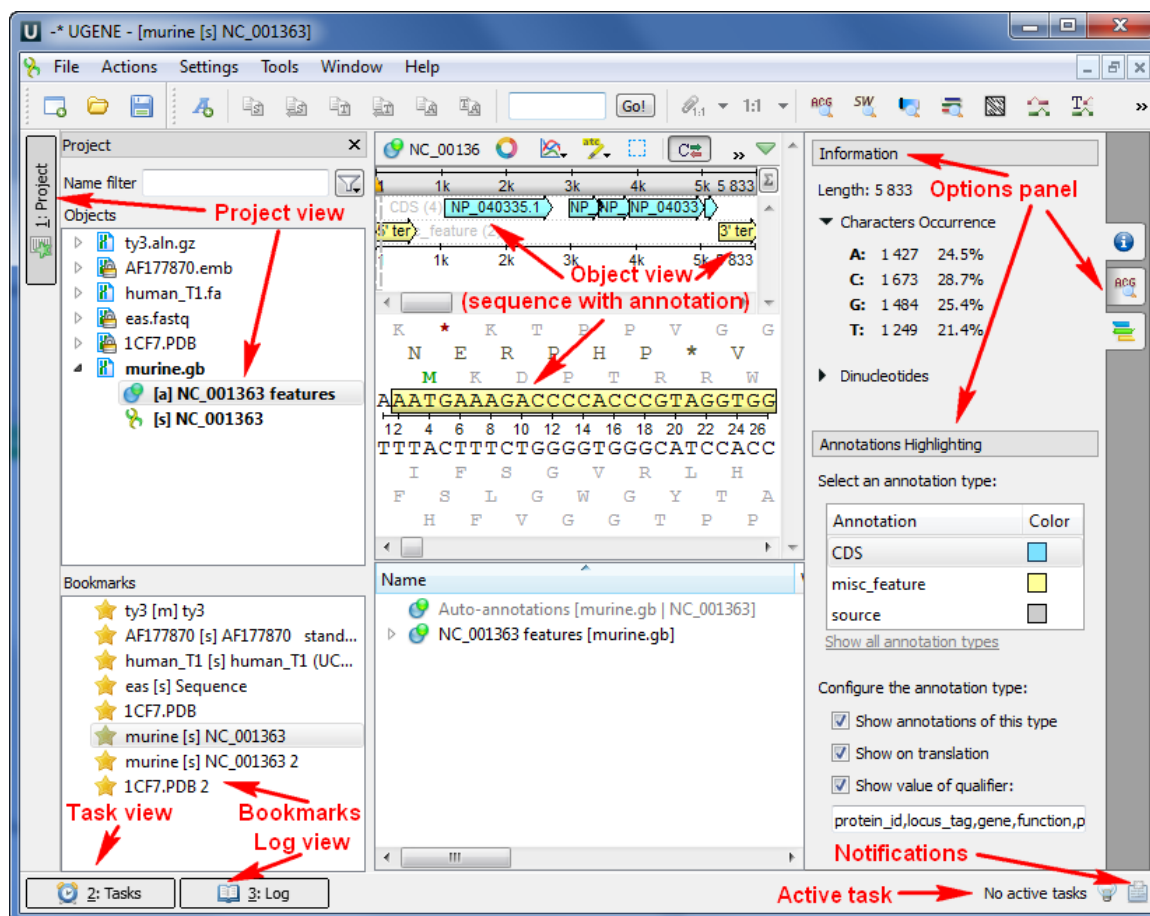 -* UGENE - [murine [s] NC_001363]
File Actions Settings Tools Window Help
Go! 1:1 ACG SW »
1: Project
Project
Name filter
Project view
Objects
ty3.aln.gz
AF177870.emb
human_T1.fa
eas.fastq
1CF7.PDB
murine.gb
[a] NC_001363 features
[s] NC_001363
Bookmarks
ty3 [m] ty3
AF177870 [s] AF177870 stand...
human_T1 [s] human_T1 (UC...
eas [s] Sequence
1CF7.PDB
murine [s] NC_001363
murine [s] NC_001363 2
1CF7.PDB 2
Task view
Bookmarks
Log view
NC_00136 »
1k 2k 3k 4k 5k 5 833 Σ
CDS (4) NP_040335.1 NP_ NP_ NP_04033
5' ter c_feature (2 3' ter
1k 2k 3k 4k 5k 5 833
Object view
(sequence with annotation)
K * K T P P V G G
N E R P H P * V
M K D P T R R W
AAATGAAAGACCCCACCCGTAGGTGG
1 2 4 6 8 10 12 14 16 18 20 22 24 26
TTTACTTTCTGGGGTGGGCATCCACC
I F S G V R L H
F S L G W G Y T A
H F V G G T P P
Name
Auto-annotations [murine.gb | NC_001363]
NC_001363 features [murine.gb]
Information
Options panel
Length: 5 833
Characters Occurrence
A: 1 427 24.5%
C: 1 673 28.7%
G: 1 484 25.4%
T: 1 249 21.4%
ACG
Dinucleotides
Annotations Highlighting
Select an annotation type:
Annotation Color
CDS
misc_feature
source
Show all annotation types
Configure the annotation type:
Show annotations of this type
Show on translation
Show value of qualifier:
protein_id,locus_tag,gene,function,p
Notifications
2: Tasks 3: Log
Active task
No active tasks